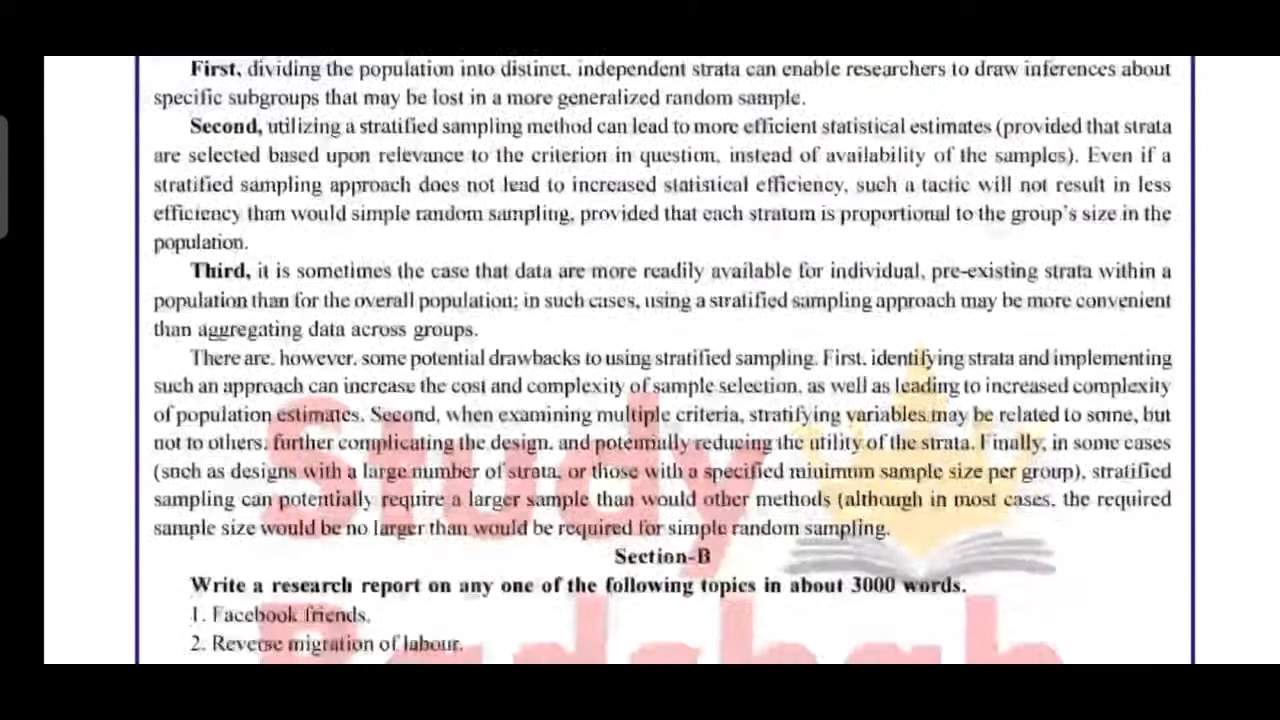 First, dividing the population into distinct, independent strata can enable researchers to draw inferences about
specific subgroups that may be lost in a more generalized random sample.
Second, utilizing a stratified sampling method can lead to more efficient statistical estimates (provided that strata
are selected based upon relevance to the criterion in question, instead of availability of the samples). Even if a
stratified sampling approach does not lead to increased statistical efficiency, such a tactic will not result in less
efficiency than would simple random sampling, provided that each stratum is proportional to the group's size in the
population.
Third, it is sometimes the case that data are more readily available for individual, pre-existing strata within a
population than for the overall population; in such cases, using a stratified sampling approach may be more convenient
than aggregating data across groups.
There are, however, some potential drawbacks to using stratified sampling. First, identifying strata and implementing
such an approach can increase the cost and complexity of sample selection, as well as leading to increased complexity
of population estimates. Second, when examining multiple criteria, stratifying variables may be related to some, but
not to others, further complicating the design, and potentially reducing the utility of the strata. Finally, in some cases
(such as designs with a large number of strata, or those with a specified minimum sample size per group), stratified
sampling can potentially require a larger sample than would other methods (although in most cases, the required
sample size would be no larger than would be required for simple random sampling.
Section-B
Write a research report on any one of the following topics in about 3000 words.
1. Facebook friends.
2. Reverse migration of labour.
Study